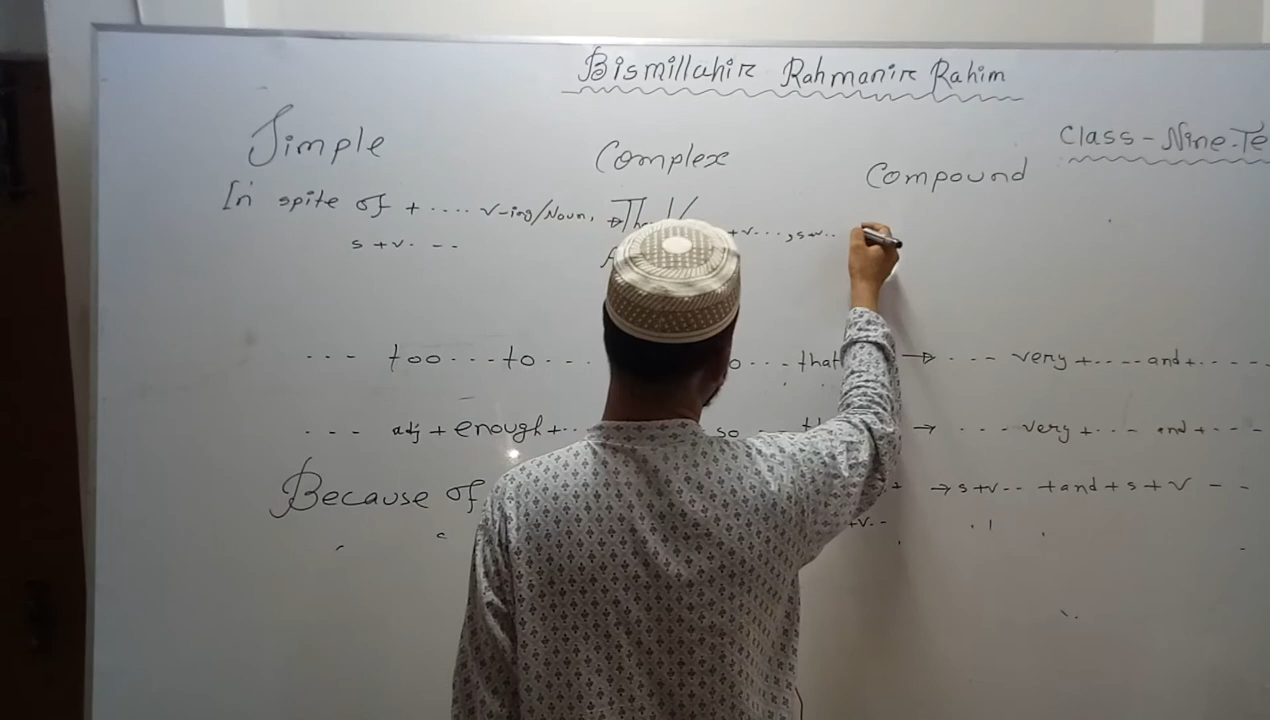 Bismillahir Rahmanir Rahim
Class-Nine-Te
Simple Complex Compound
In spite of + .... v-ing/Noun,
s + v. - -
+v...., s+v..
... too...to... that → ... very +.... and + ....
... adj + enough +.. so ... → ... very + ... and + ...
Because of + → s+v.. + and + s + v - -
+v. -